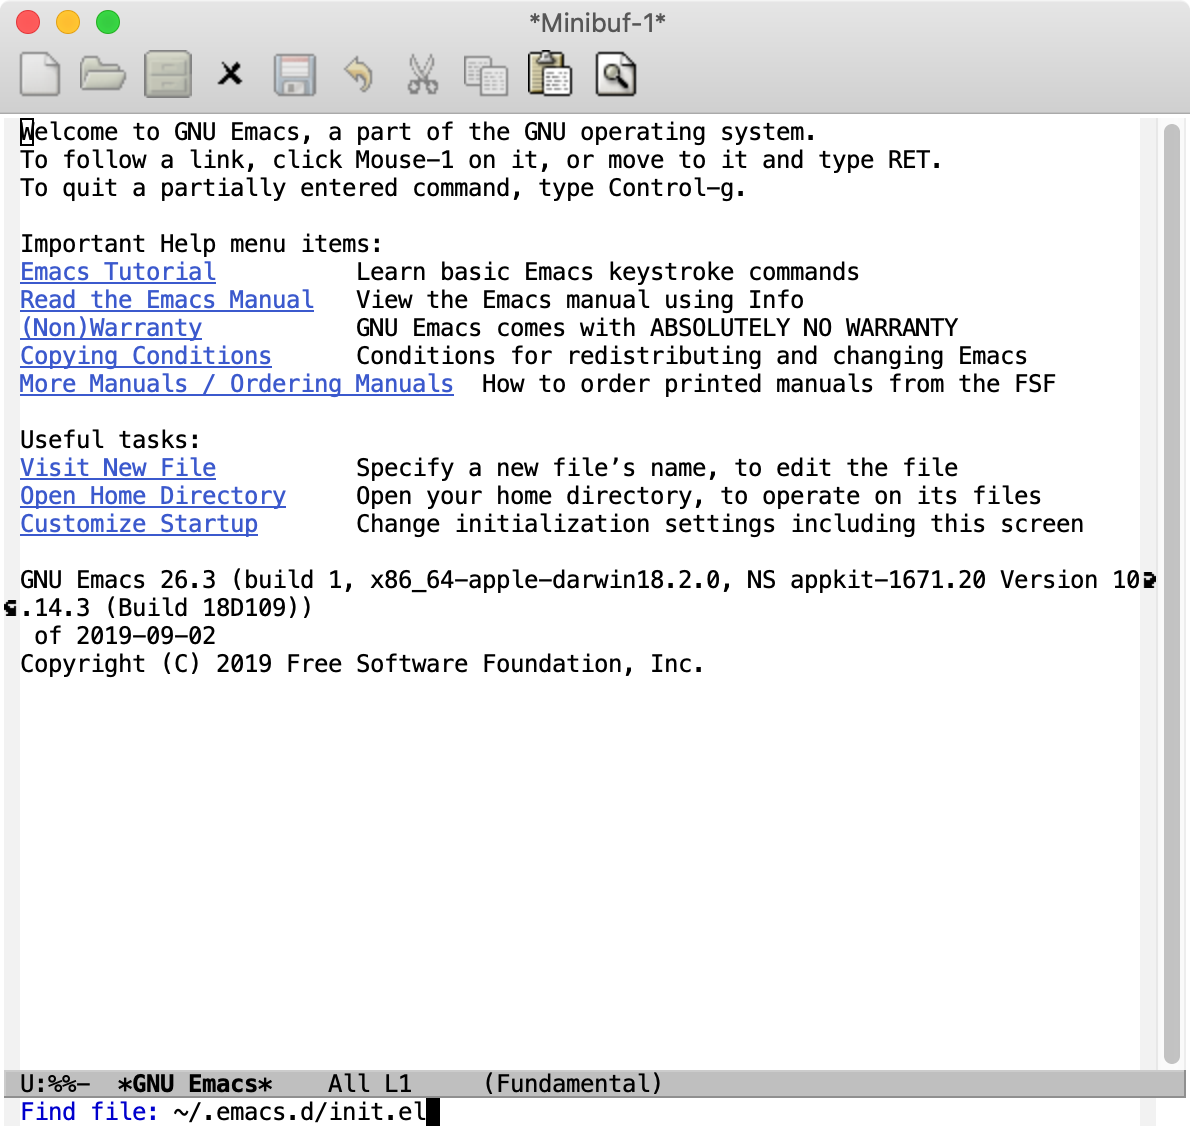 *Minibuf-1*
Welcome to GNU Emacs, a part of the GNU operating system.
To follow a link, click Mouse-1 on it, or move to it and type RET.
To quit a partially entered command, type Control-g.
Important Help menu items:
Emacs Tutorial Learn basic Emacs keystroke commands
Read the Emacs Manual View the Emacs manual using Info
(Non)Warranty GNU Emacs comes with ABSOLUTELY NO WARRANTY
Copying Conditions Conditions for redistributing and changing Emacs
More Manuals / Ordering Manuals How to order printed manuals from the FSF
Useful tasks:
Visit New File Specify a new file’s name, to edit the file
Open Home Directory Open your home directory, to operate on its files
Customize Startup Change initialization settings including this screen
GNU Emacs 26.3 (build 1, x86_64-apple-darwin18.2.0, NS appkit-1671.20 Version 10
.14.3 (Build 18D109))
of 2019-09-02
Copyright (C) 2019 Free Software Foundation, Inc.
U:%%- *GNU Emacs* All L1 (Fundamental)
Find file: ~/.emacs.d/init.el